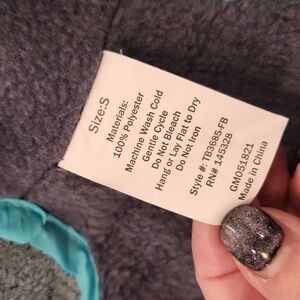 Size:S
Materials:
100% Polyester
Machine Wash Cold
Gentle Cycle
Do Not Bleach
Hang or Lay Flat to Dry
Do Not Iron
Style #: TB3685-FB
RN# 145328
GM051821
Made in China